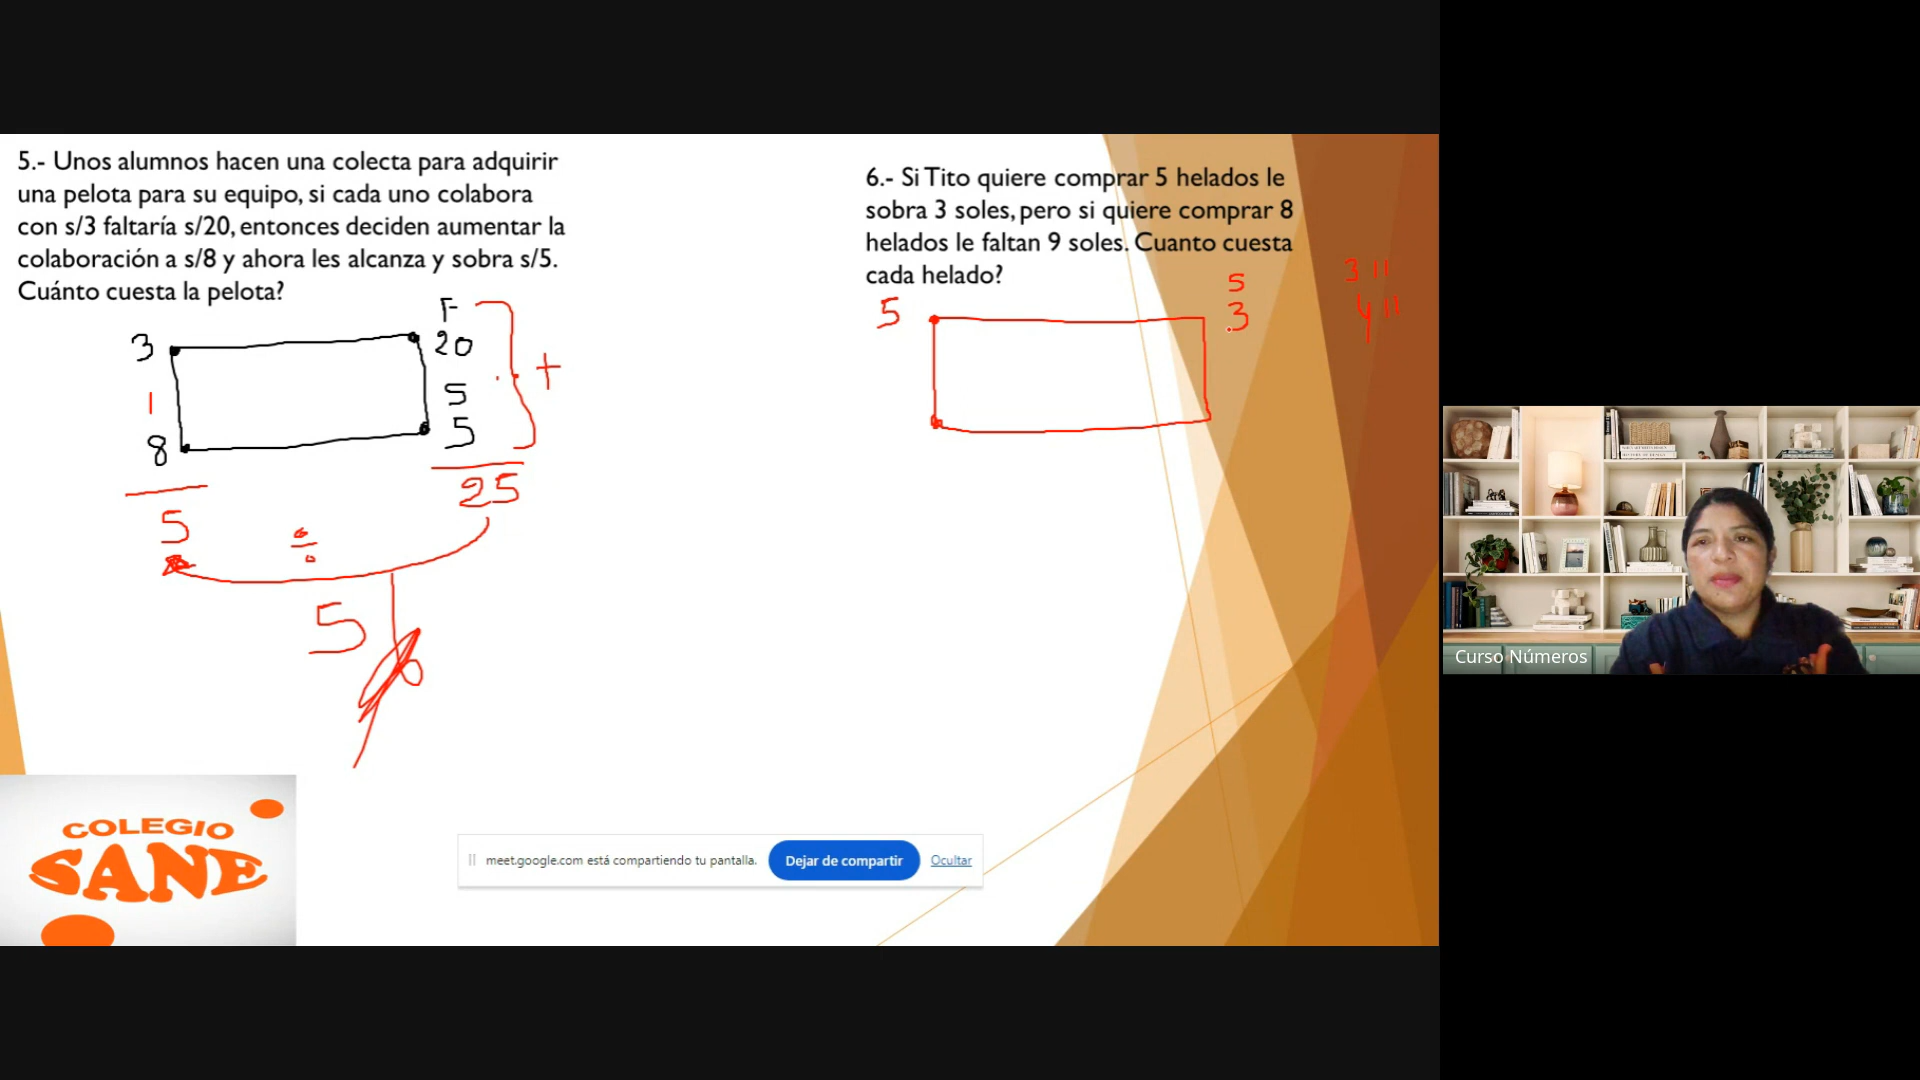 5.- Unos alumnos hacen una colecta para adquirir
una pelota para su equipo, si cada uno colabora
con s/3 faltaría s/20, entonces deciden aumentar la
colaboración a s/8 y ahora les alcanza y sobra s/5.
Cuánto cuesta la pelota?
F
3 20
S
8 5
+
25
5
÷
5
6.- Si Tito quiere comprar 5 helados le
sobra 3 soles, pero si quiere comprar 8
helados le faltan 9 soles. Cuanto cuesta
cada helado?
S
5 3
3 11
COLEGIO
SANE
meet.google.com está compartiendo tu pantalla.
Dejar de compartir
Ocultar
Curso Números